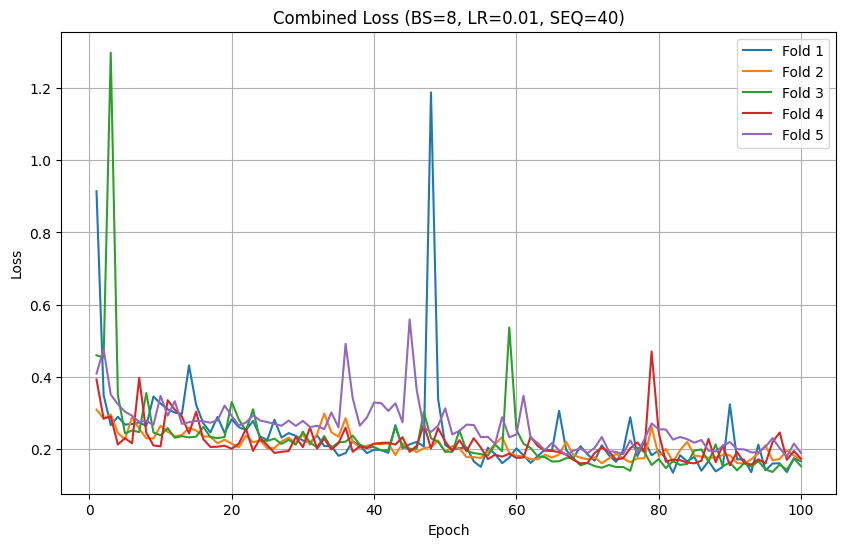 Combined Loss (BS=8, LR=0.01, SEQ=40)
Fold 1
Fold 2
Fold 3
Fold 4
Fold 5
Loss
1.2
1.0
0.8
0.6
0.4
0.2
0 20 40 60 80 100
Epoch